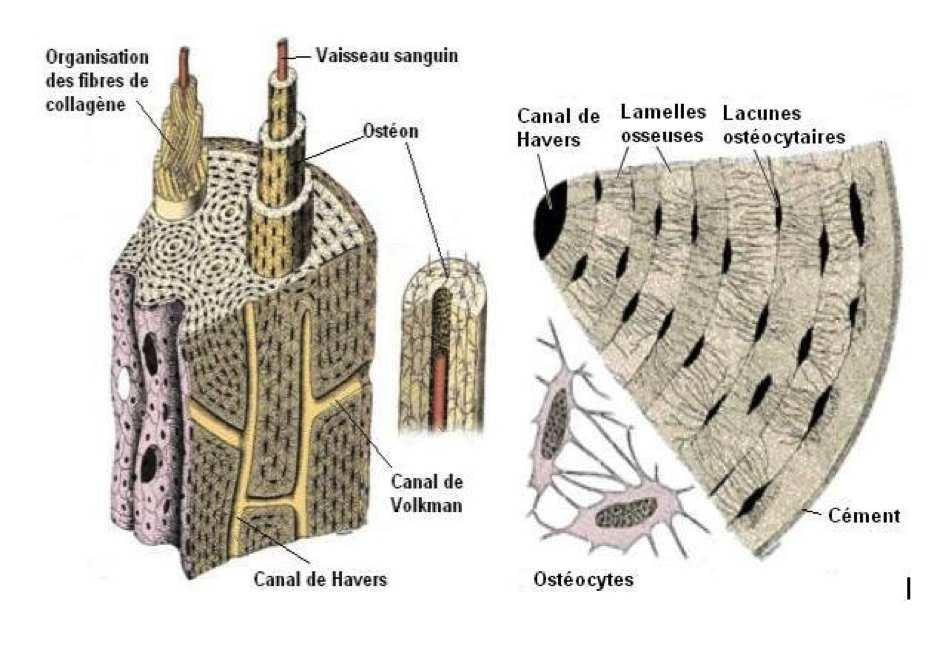 Organisation
des fibres de
collagène
Vaisseau sanguin
Ostéon
Canal de
Volkman
Canal de Havers
Canal de
Havers
Lamelles
osseuses
Lacunes
ostéocytaires
Cément
Ostéocytes